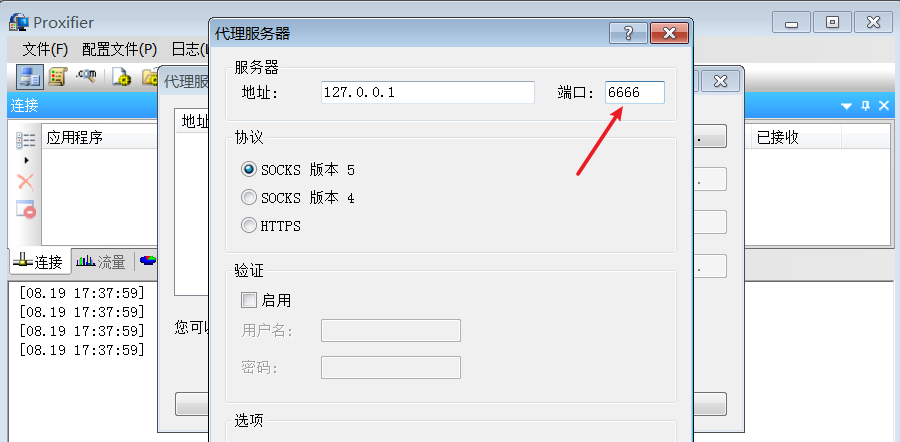 Proxifier
文件(F) 配置文件(P) 日志(L
代理服务器
服务器
地址: 127.0.0.1 端口: 6666
协议
SOCKS 版本 5
SOCKS 版本 4
HTTPS
验证
启用
用户名:
密码:
选项
代理服
地址
您可以
连接
应用程序
已接收
连接 流量
[08.19 17:37:59]
[08.19 17:37:59]
[08.19 17:37:59]
[08.19 17:37:59]